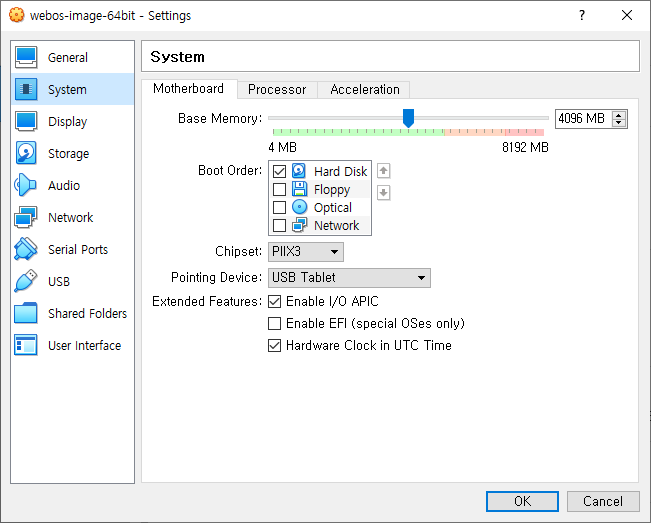 webos-image-64bit - Settings
General
System
Display
Storage
Audio
Network
Serial Ports
USB
Shared Folders
User Interface
System
Motherboard Processor Acceleration
Base Memory: 4096 MB
4 MB 8192 MB
Boot Order: Hard Disk
Floppy
Optical
Network
Chipset: PIIX3
Pointing Device: USB Tablet
Extended Features: Enable I/O APIC
Enable EFI (special OSes only)
Hardware Clock in UTC Time
OK Cancel